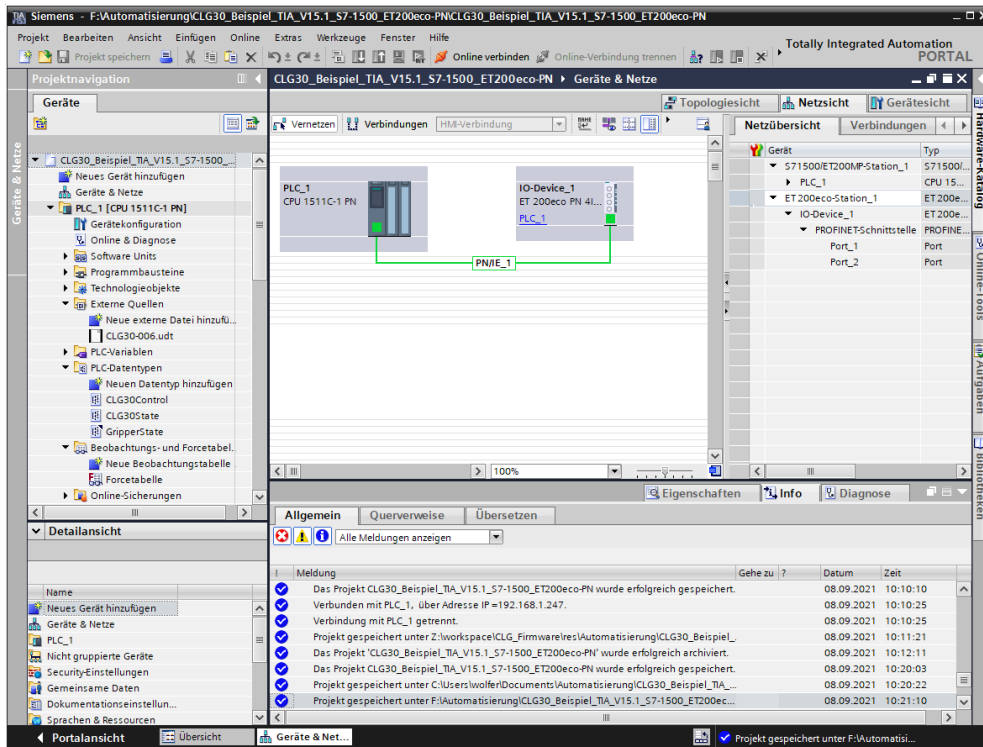 Siemens - F:\Automatisierung\CLG30_Beispiel_TIA_V15.1_S7-1500_ET200eco-PN\CLG30_Beispiel_TIA_V15.1_S7-1500_ET200eco-PN
Projekt Bearbeiten Ansicht Einfügen Online Extras Werkzeuge Fenster Hilfe
Projekt speichern Online verbinden Online-Verbindung trennen
Totally Integrated Automation
PORTAL
Projektnavigation
CLG30_Beispiel_TIA_V15.1_S7-1500_ET200eco-PN Geräte & Netze
Geräte
Topologiesicht Netzsicht Gerätesicht
Vernetzen Verbindungen HMI-Verbindung
Netzübersicht Verbindungen
Geräte & Netze
CLG30_Beispiel_TIA_V15.1_S7-1500_...
Neues Gerät hinzufügen
Geräte & Netze
PLC_1 [CPU 1511C-1 PN]
Gerätekonfiguration
Online & Diagnose
Software Units
Programmbausteine
Technologieobjekte
Externe Quellen
Neue externe Datei hinzufü...
CLG30-006.udt
PLC-Variablen
PLC-Datentypen
Neuen Datentyp hinzufügen
CLG30Control
CLG30State
GripperState
Beobachtungs- und Forcetabel...
Neue Beobachtungstabelle
Forcetabelle
Online-Sicherungen
PLC_1
CPU 1511C-1 PN
IO-Device_1
ET 200eco PN 4I...
PLC_1
PN/IE_1
100%
Gerät Typ
S71500/ET200MP-Station_1 S71500/...
PLC_1 CPU 15...
ET 200eco-Station_1 ET 200e...
IO-Device_1 ET 200e...
PROFINET-Schnittstelle PROFINE...
Port_1 Port
Port_2 Port
Hardware-Katalog
Online-Tools
Aufgaben
Bibliotheken
Eigenschaften Info Diagnose
Allgemein Querverweise Übersetzen
Alle Meldungen anzeigen
! Meldung Gehe zu ? Datum Zeit
Das Projekt CLG30_Beispiel_TIA_V15.1_S7-1500_ET200eco-PN wurde erfolgreich gespeichert. 08.09.2021 10:10:10
Verbunden mit PLC_1, über Adresse IP =192.168.1.247. 08.09.2021 10:10:25
Verbindung mit PLC_1 getrennt. 08.09.2021 10:10:25
Projekt gespeichert unter Z:\workspace\CLG_Firmware\res\Automatisierung\CLG30_Beispiel_... 08.09.2021 10:11:21
Das Projekt 'CLG30_Beispiel_TIA_V15.1_S7-1500_ET200eco-PN' wurde erfolgreich archiviert. 08.09.2021 10:12:11
Das Projekt CLG30_Beispiel_TIA_V15.1_S7-1500_ET200eco-PN wurde erfolgreich gespeichert. 08.09.2021 10:20:03
Projekt gespeichert unter C:\Users\wolfer\Documents\Automatisierung\CLG30_Beispiel_TIA_... 08.09.2021 10:20:22
Projekt gespeichert unter F:\Automatisierung\CLG30_Beispiel_TIA_V15.1_S7-1500_ET200ec... 08.09.2021 10:21:10
Detailansicht
Name
Neues Gerät hinzufügen
Geräte & Netze
PLC_1
Nicht gruppierte Geräte
Security-Einstellungen
Gemeinsame Daten
Dokumentationseinstellun...
Sprachen & Ressourcen
Portalansicht Übersicht Geräte & Net... Projekt gespeichert unter F:\Automatisi...